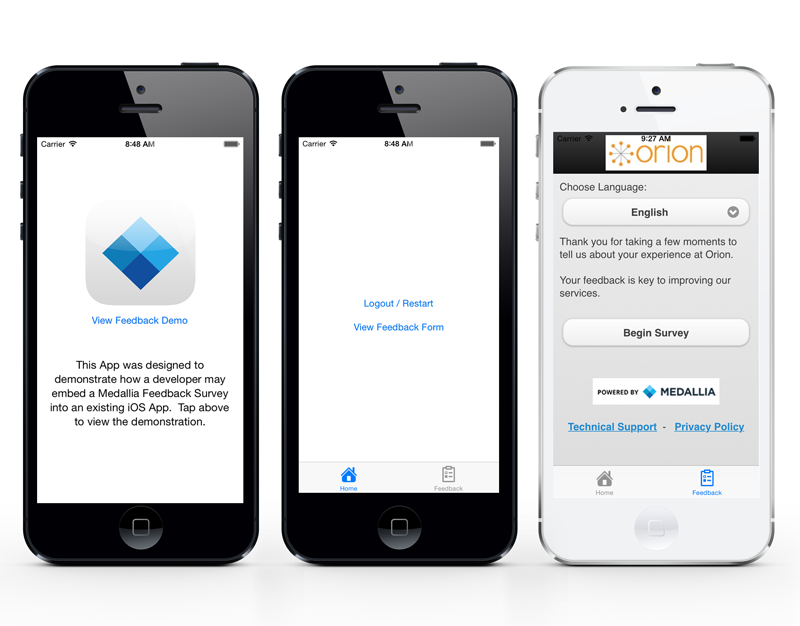 Carrier 8:48 AM
View Feedback Demo
This App was designed to
demonstrate how a developer may
embed a Medallia Feedback Survey
into an existing iOS App. Tap above
to view the demonstration.
Carrier 8:48 AM
Logout / Restart
View Feedback Form
Home Feedback
Carrier 9:27 AM
orion
Choose Language:
English
Thank you for taking a few moments to
tell us about your experience at Orion.
Your feedback is key to improving our
services.
Begin Survey
POWERED BY MEDALLIA
Technical Support - Privacy Policy
Home Feedback